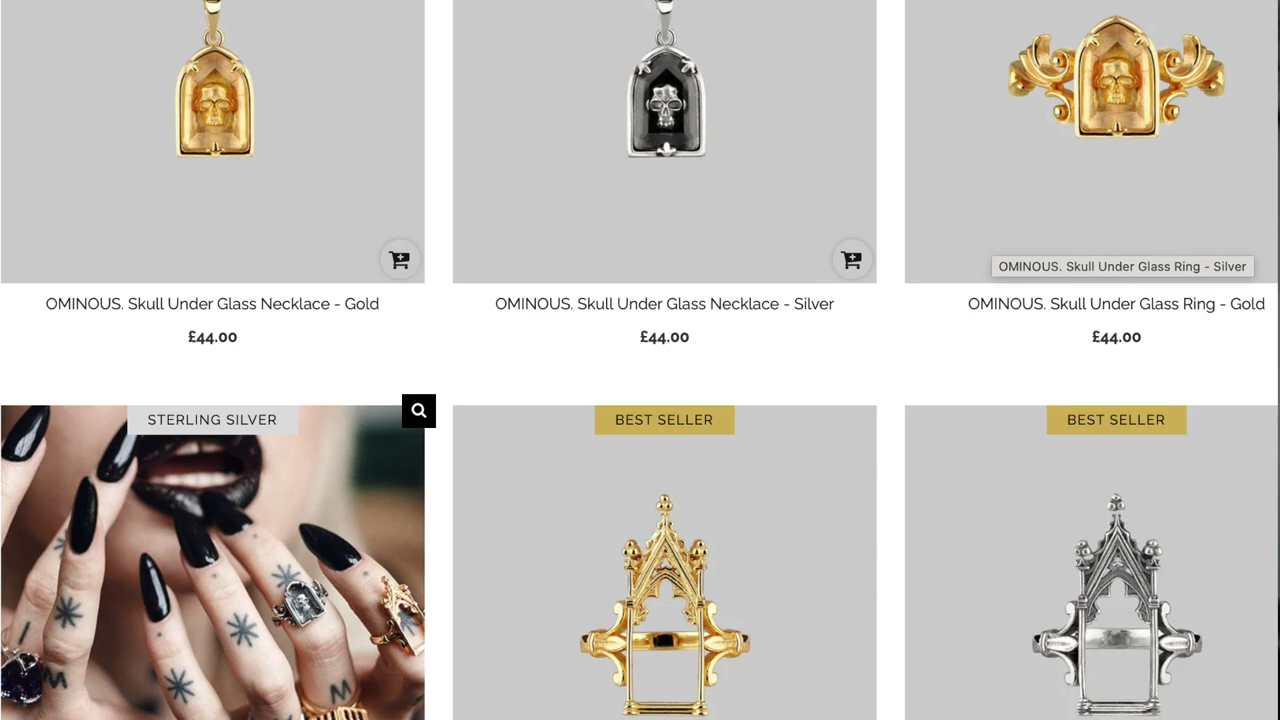 OMINOUS. Skull Under Glass Ring - Silver
OMINOUS. Skull Under Glass Necklace - Gold
OMINOUS. Skull Under Glass Necklace - Silver
OMINOUS. Skull Under Glass Ring - Gold
£44.00
£44.00
£44.00
STERLING SILVER
BEST SELLER
BEST SELLER
M
M